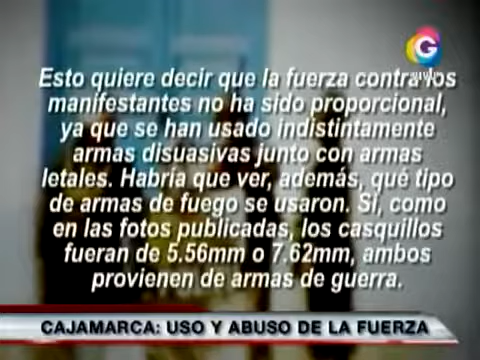 G
VIVO
Esto quiere decir que la fuerza contra los
manifestantes no ha sido proporcional,
ya que se han usado indistintamente
armas disuasivas junto con armas
letales. Habría que ver, además, qué tipo
de armas de fuego se usaron. Sí, como
en las fotos publicadas, los casquillos
fueran de 5.56mm o 7.62mm, ambos
provienen de armas de guerra.
CAJAMARCA: USO Y ABUSO DE LA FUERZA